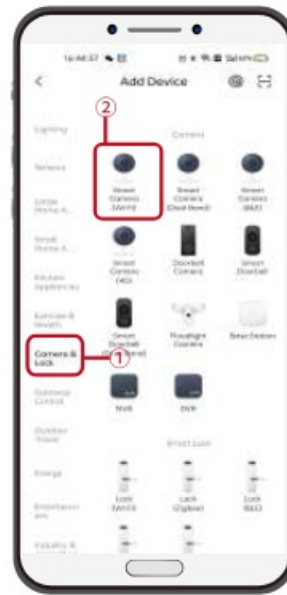 Add Device
②
Lighting
Camera
Sensors
Smart
Camera
(Wi-Fi)
Smart
Camera
(Dual Band)
Smart
Camera
(BLE)
Large
Home A...
Small
Home A...
Smart
Camera
(4G)
Doorbell
Camera
Smart
Doorbell
Kitchen
Appliances
Exercise &
Health
Smart
Doorbell
Floodlight
Camera
Base Station
Camera &
Lock
①
Gateway
Control
NVR
DVR
Outdoor
Travel
Smart Lock
Energy
Lock
(Wi-Fi)
Lock
(Zigbee)
Lock
(BLE)
Industry &